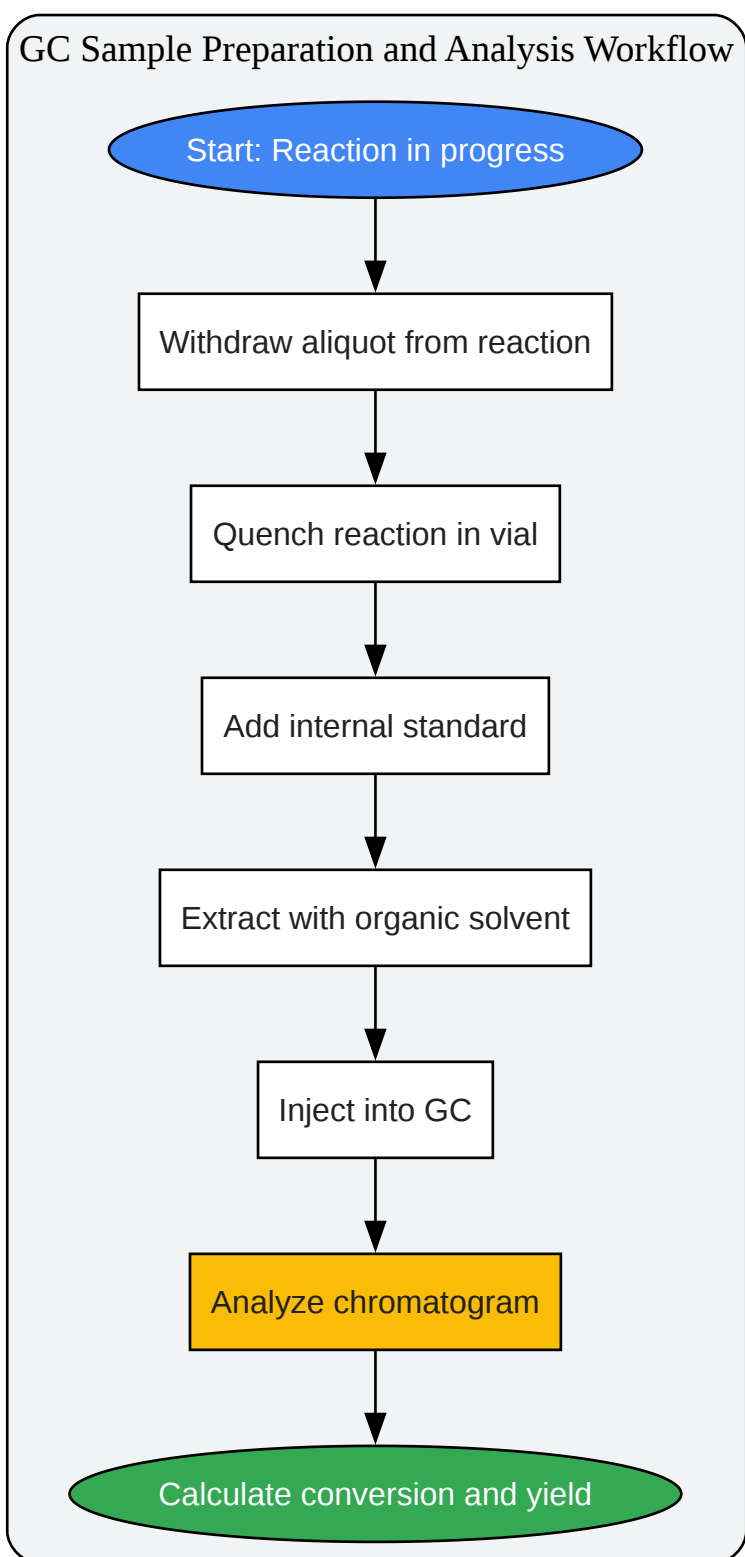 GC Sample Preparation and Analysis Workflow
Start: Reaction in progress
Withdraw aliquot from reaction
Quench reaction in vial
Add internal standard
Extract with organic solvent
Inject into GC
Analyze chromatogram
Calculate conversion and yield